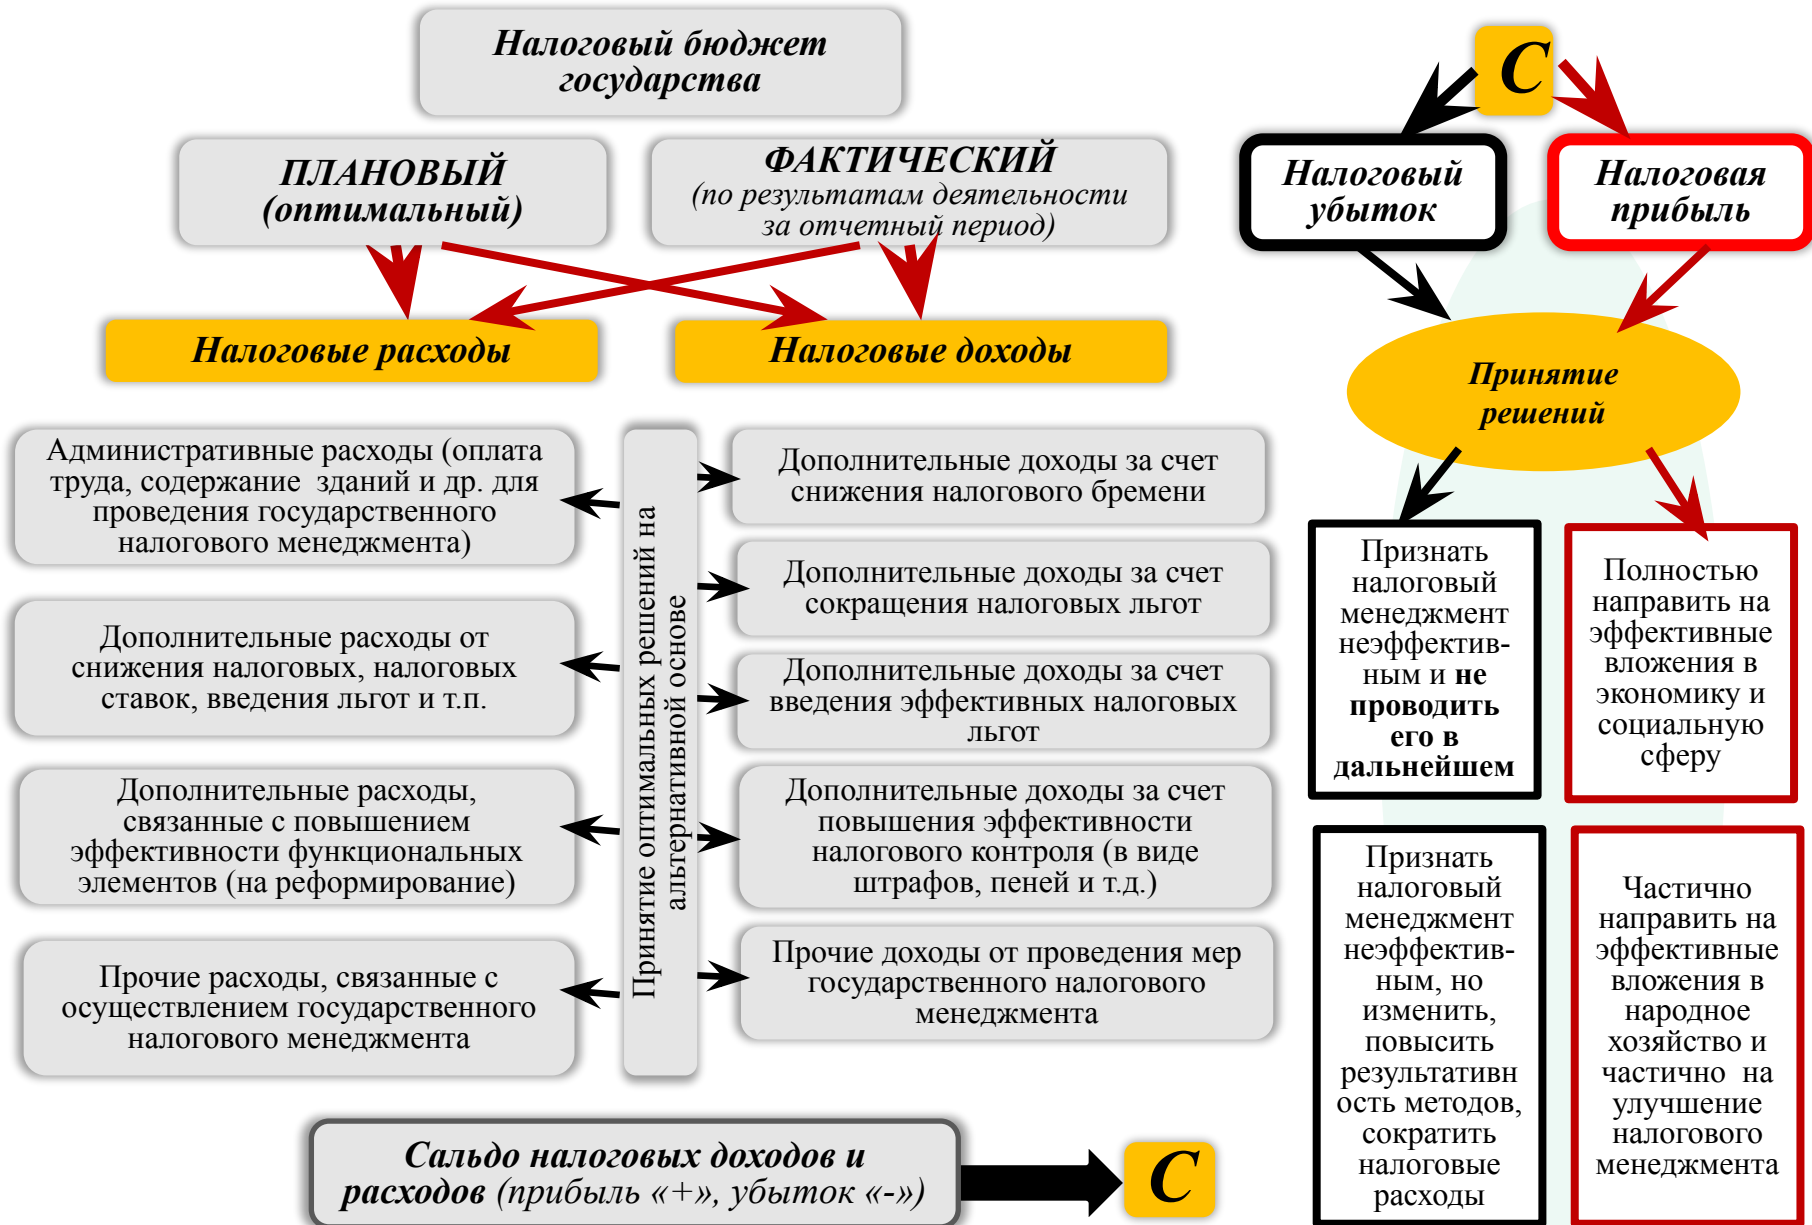 Налоговый бюджет
государства
ПЛАНОВЫЙ
(оптимальный)
ФАКТИЧЕСКИЙ
(по результатам деятельности
за отчетный период)
Налоговые расходы
Налоговые доходы
Административные расходы (оплата
труда, содержание зданий и др. для
проведения государственного
налогового менеджмента)
Дополнительные расходы от
снижения налоговых, налоговых
ставок, введения льгот и т.п.
Дополнительные расходы,
связанные с повышением
эффективности функциональных
элементов (на реформирование)
Прочие расходы, связанные с
осуществлением государственного
налогового менеджмента
Принятие оптимальных решений на
альтернативной основе
Дополнительные доходы за счет
снижения налогового бремени
Дополнительные доходы за счет
сокращения налоговых льгот
Дополнительные доходы за счет
введения эффективных налоговых
льгот
Дополнительные доходы за счет
повышения эффективности
налогового контроля (в виде
штрафов, пеней и т.д.)
Прочие доходы от проведения мер
государственного налогового
менеджмента
Сальдо налоговых доходов и
расходов (прибыль «+», убыток «-»)
С
С
Налоговый
убыток
Налоговая
прибыль
Принятие
решений
Признать
налоговый
менеджмент
неэффектив-
ным и не
проводить
его в
дальнейшем
Полностью
направить на
эффективные
вложения в
экономику и
социальную
сферу
Признать
налоговый
менеджмент
неэффектив-
ным, но
изменить,
повысить
результативн
ость методов,
сократить
налоговые
расходы
Частично
направить на
эффективные
вложения в
народное
хозяйство и
частично на
улучшение
налогового
менеджмента